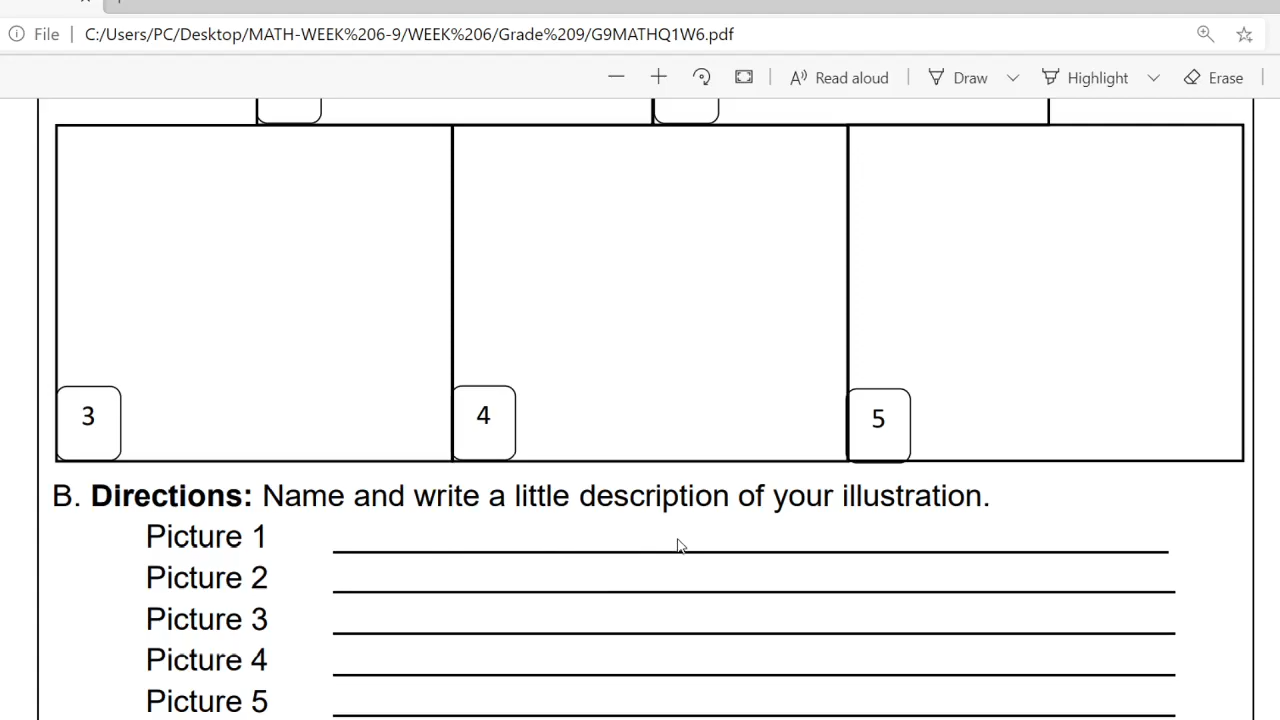 File | C:/Users/PC/Desktop/MATH-WEEK%206-9/WEEK%206/Grade%209/G9MATHQ1W6.pdf
Read aloud | Draw Highlight Erase
3 4 5
B. Directions: Name and write a little description of your illustration.
Picture 1
Picture 2
Picture 3
Picture 4
Picture 5